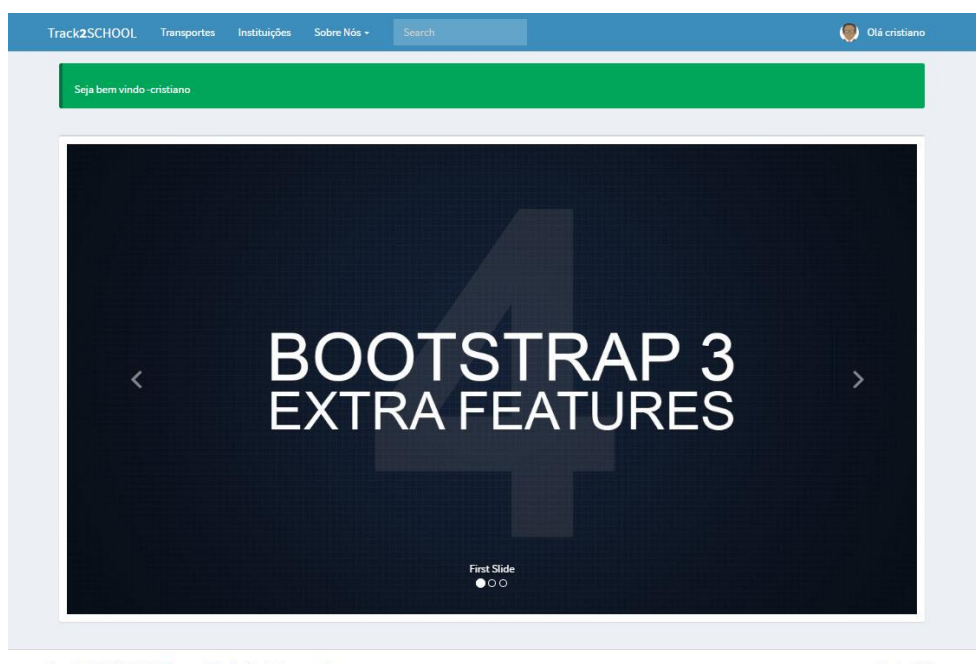 Track2SCHOOL Transportes Instituições Sobre Nós Search Olá cristiano
Seja bem vindo -cristiano
4
BOOTSTRAP 3
EXTRA FEATURES
First Slide